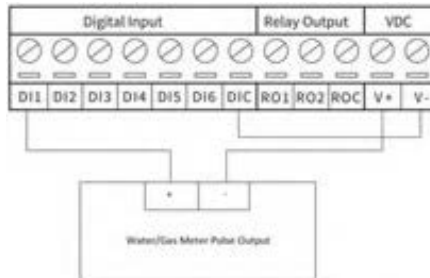 Digital Input Relay Output VDC
DI1 DI2 DI3 DI4 DI5 DI6 DIC RO1 RO2 ROC V+ V-
+ -
Water/Gas Meter Pulse Output